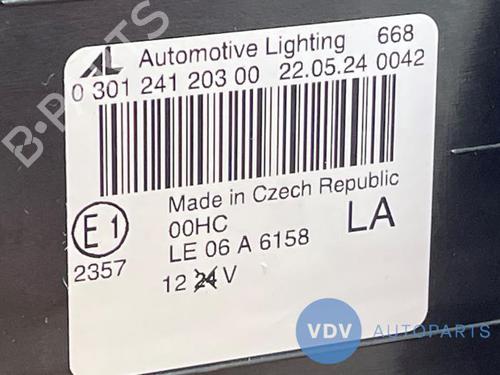 AL Automotive Lighting 668
0 301 241 203 00 22.05.24 0042
Made in Czech Republic
00HC
LA
E1
LE 06 A 6158
2357
12 24 V
B-PARTS
VDV
AUTOPARTS